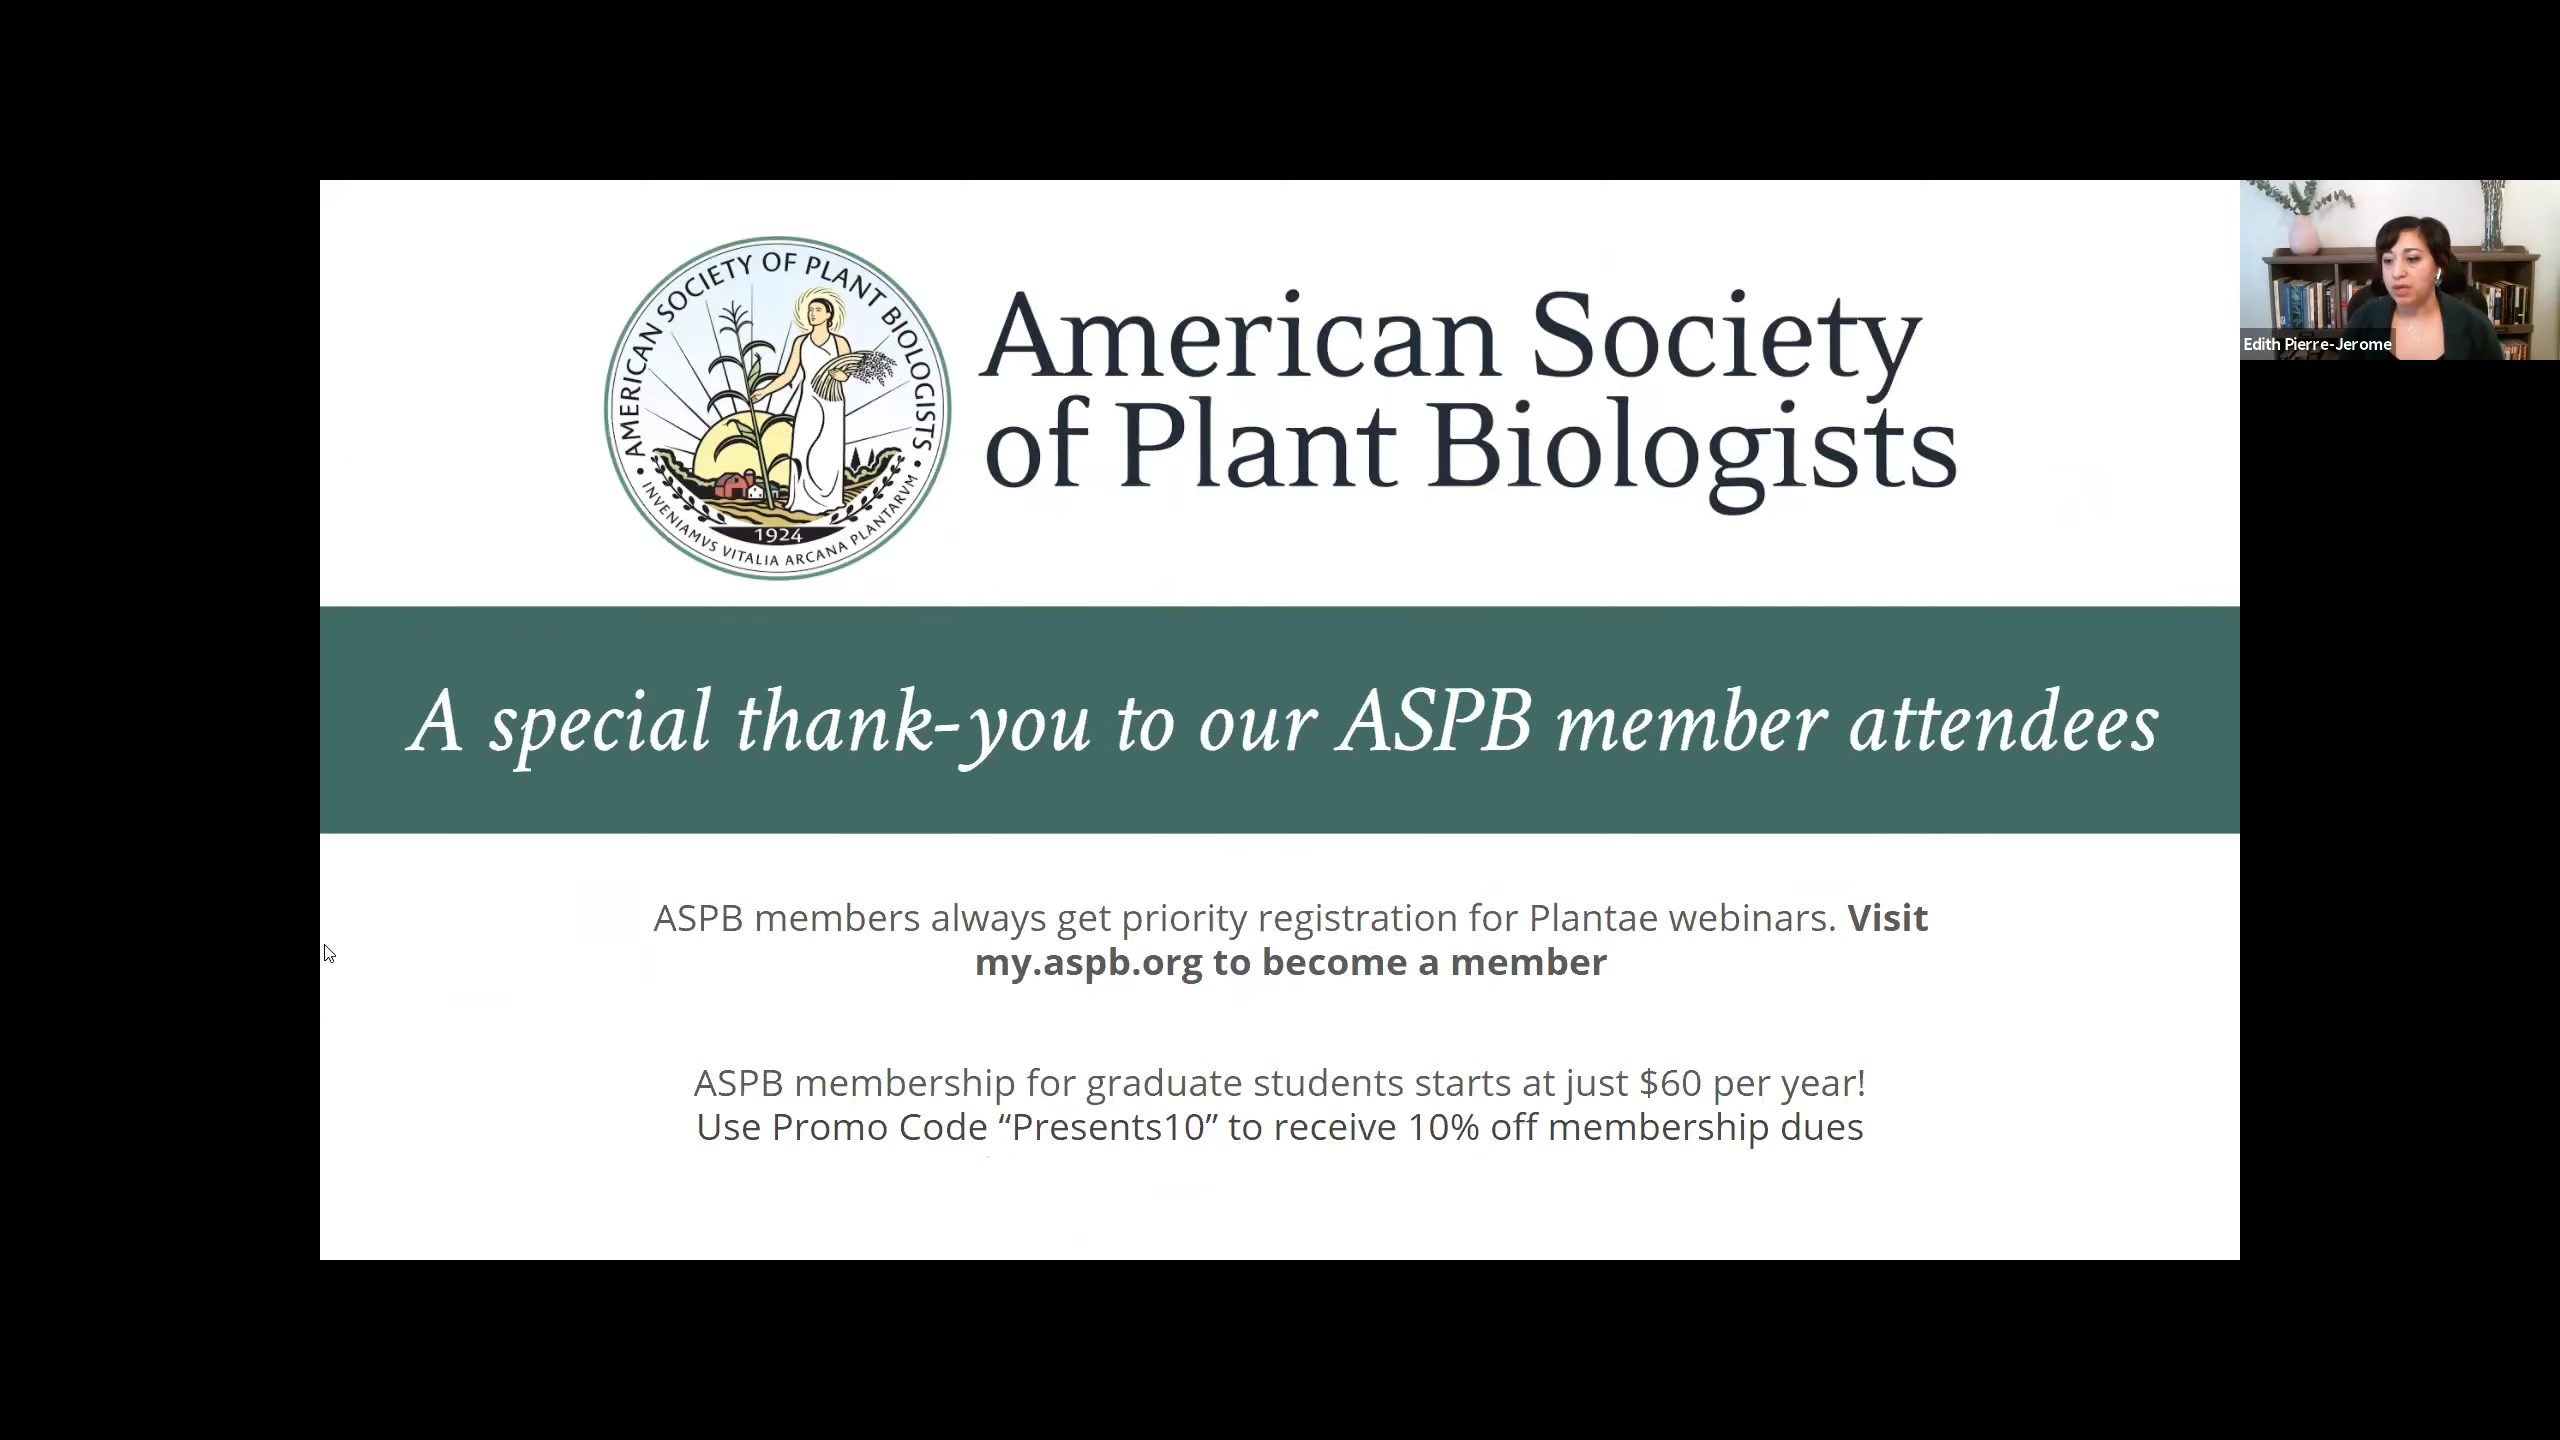 AMERICAN SOCIETY OF PLANT BIOLOGISTS
INVENIAMVS VITALIA ARCANA PLANTARVM
1924
American Society
of Plant Biologists
Edith Pierre-Jerome
A special thank-you to our ASPB member attendees
ASPB members always get priority registration for Plantae webinars. Visit
my.aspb.org to become a member
ASPB membership for graduate students starts at just $60 per year!
Use Promo Code “Presents10” to receive 10% off membership dues